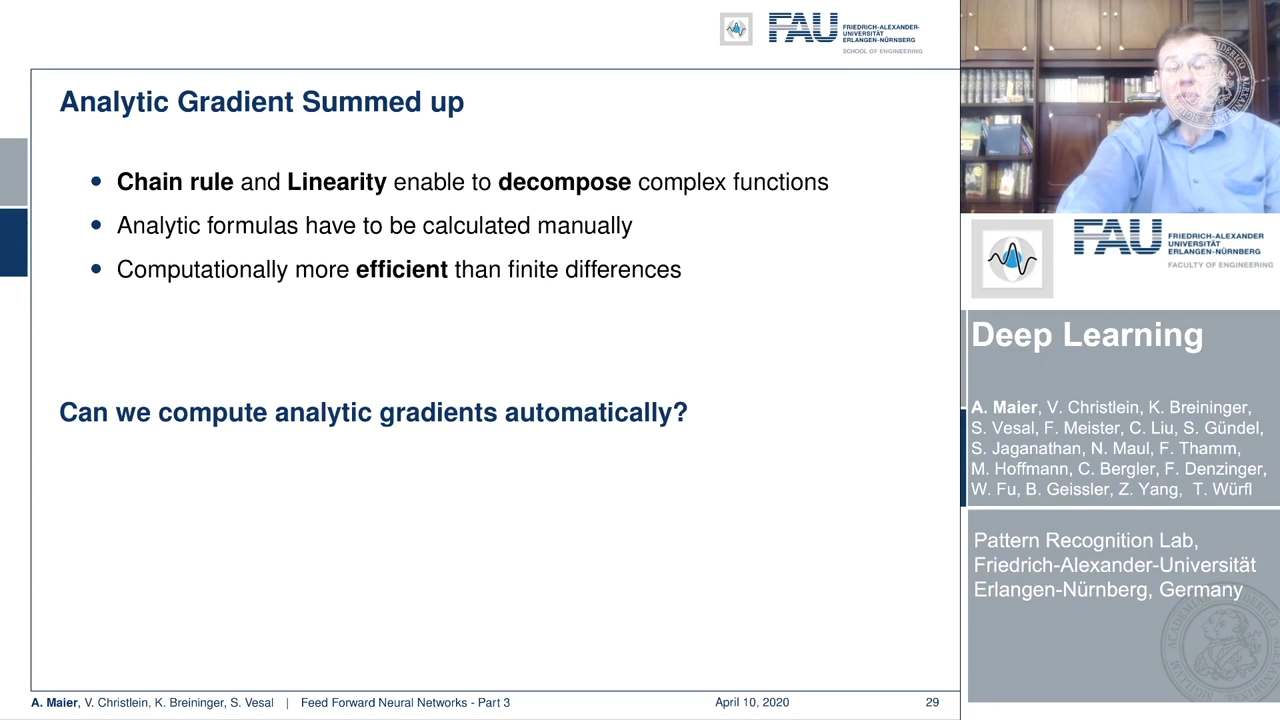 FAU
FRIEDRICH-ALEXANDER-
UNIVERSITÄT
ERLANGEN-NÜRNBERG
SCHOOL OF ENGINEERING
Analytic Gradient Summed up
• Chain rule and Linearity enable to decompose complex functions
• Analytic formulas have to be calculated manually
• Computationally more efficient than finite differences
Can we compute analytic gradients automatically?
A. Maier, V. Christlein, K. Breininger, S. Vesal | Feed Forward Neural Networks - Part 3 April 10, 2020 29
FAU
FRIEDRICH-ALEXANDER
UNIVERSITÄT
ERLANGEN-NÜRNBERG
FACULTY OF ENGINEERING
Deep Learning
A. Maier, V. Christlein, K. Breininger,
S. Vesal, F. Meister, C. Liu, S. Gündel,
S. Jaganathan, N. Maul, F. Thamm,
M. Hoffmann, C. Bergler, F. Denzinger,
W. Fu, B. Geissler, Z. Yang, T. Würfl
Pattern Recognition Lab,
Friedrich-Alexander-Universität
Erlangen-Nürnberg, Germany